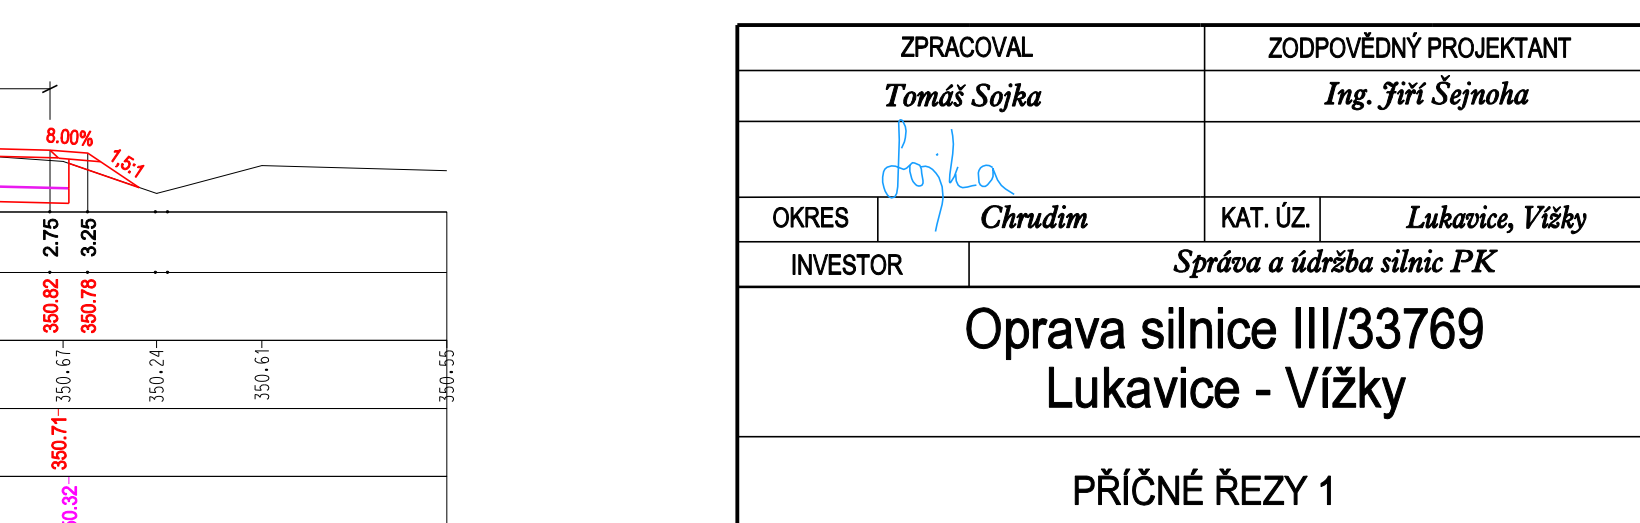 8.00%
1,5:1
2.75
3.25
350.82
350.78
350.67
350.24
350.61
350.55
350.71
ZPRACOVAL ZODPOVĚDNÝ PROJEKTANT
Tomáš Sojka Ing. Jiří Šejnoha
Sojka
OKRES Chrudim KAT. ÚZ. Lukavice, Vížky
INVESTOR Správa a údržba silnic PK
Oprava silnice III/33769
Lukavice - Vížky
PŘÍČNÉ ŘEZY 1